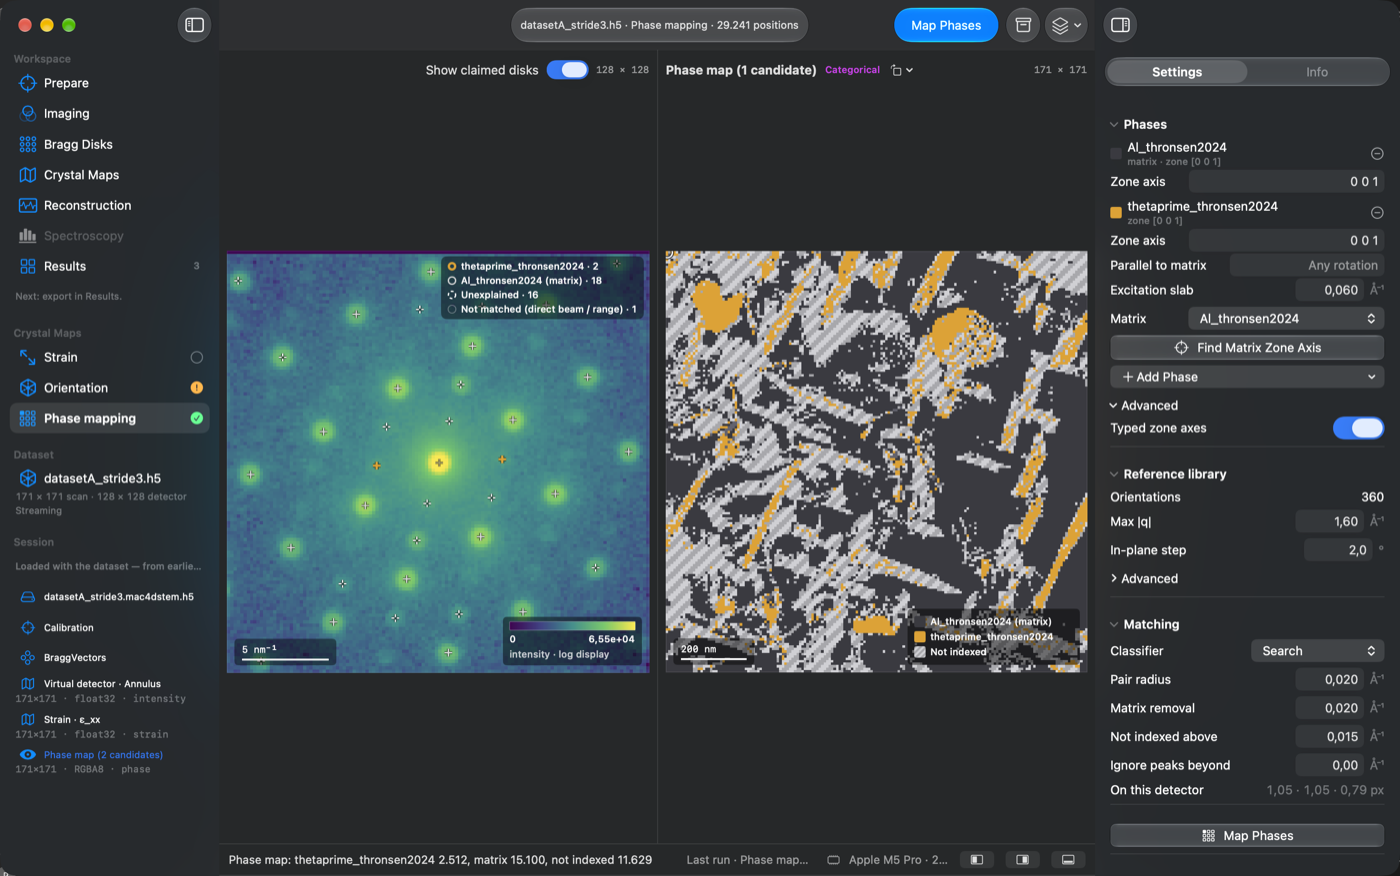 datasetA_stride3.h5 · Phase mapping · 29.241 positions
Map Phases
Workspace
Prepare
Imaging
Bragg Disks
Crystal Maps
Reconstruction
Spectroscopy
Results 3
Next: export in Results.
Crystal Maps
Strain
Orientation
Phase mapping
Dataset
datasetA_stride3.h5
171 × 171 scan · 128 × 128 detector
Streaming
Session
Loaded with the dataset — from earlie...
datasetA_stride3.mac4dstem.h5
Calibration
BraggVectors
Virtual detector · Annulus
171×171 · float32 · intensity
Strain · ε_xx
171×171 · float32 · strain
Phase map (2 candidates)
171×171 · RGBA8 · phase
Show claimed disks 128 × 128
thetaprime_thronsen2024 · 2
Al_thronsen2024 (matrix) · 18
Unexplained · 16
Not matched (direct beam / range) · 1
5 nm⁻¹
0 6,55e+04
intensity · log display
Phase map (1 candidate) Categorical 171 × 171
200 nm
Al_thronsen2024 (matrix)
thetaprime_thronsen2024
Not indexed
Phase map: thetaprime_thronsen2024 2.512, matrix 15.100, not indexed 11.629
Last run · Phase map...
Apple M5 Pro · 2...
Settings
Info
Phases
Al_thronsen2024
matrix · zone [0 0 1]
Zone axis 0 0 1
thetaprime_thronsen2024
zone [0 0 1]
Zone axis 0 0 1
Parallel to matrix Any rotation
Excitation slab 0,060 Å⁻¹
Matrix Al_thronsen2024
Find Matrix Zone Axis
+ Add Phase
Advanced
Typed zone axes
Reference library
Orientations 360
Max |q| 1,60 Å⁻¹
In-plane step 2,0 °
Advanced
Matching
Classifier Search
Pair radius 0,020 Å⁻¹
Matrix removal 0,020 Å⁻¹
Not indexed above 0,015 Å⁻¹
Ignore peaks beyond 0,00 Å⁻¹
On this detector 1,05 · 1,05 · 0,79 px
Map Phases